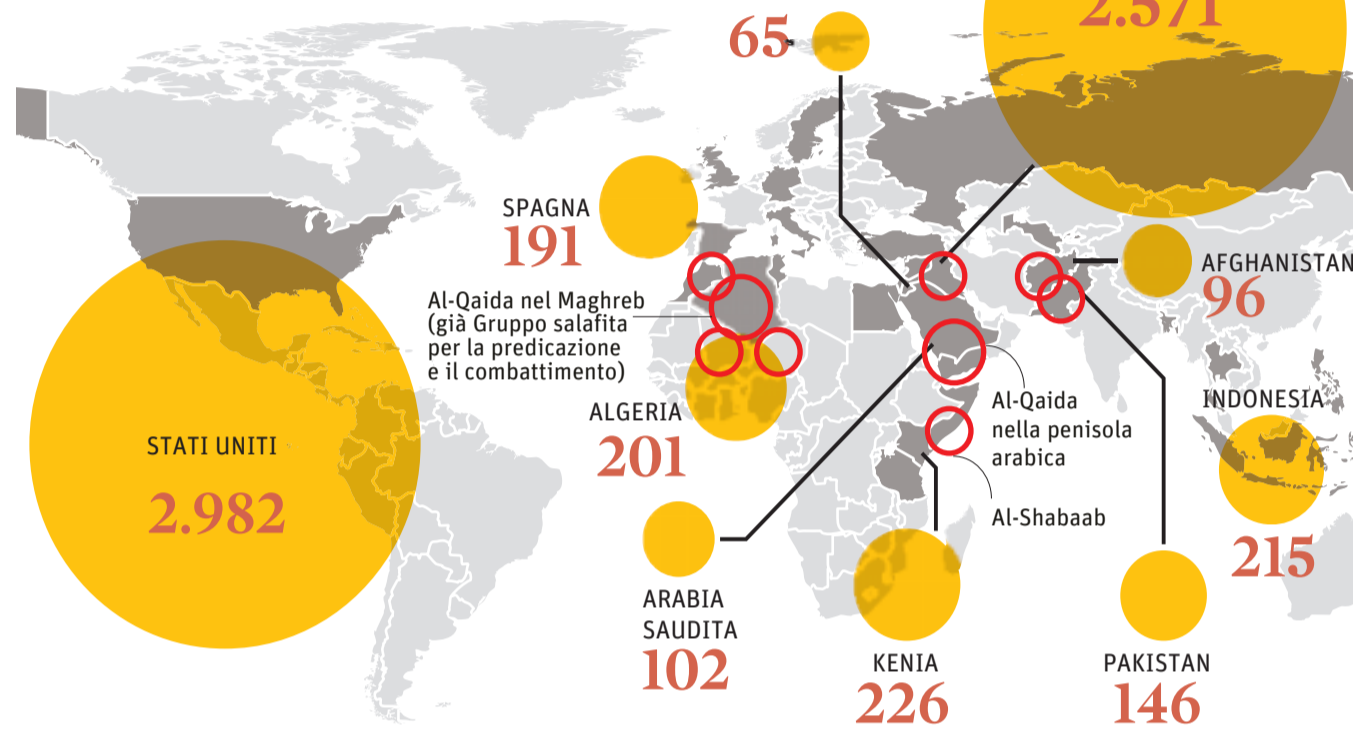 65
2.571
SPAGNA
191
AFGHANISTAN
96
Al-Qaida nel Maghreb
(già Gruppo salafita
per la predicazione
e il combattimento)
ALGERIA
201
Al-Qaida
nella penisola
arabica
INDONESIA
215
STATI UNITI
2.982
Al-Shabaab
ARABIA
SAUDITA
102
KENIA
226
PAKISTAN
146